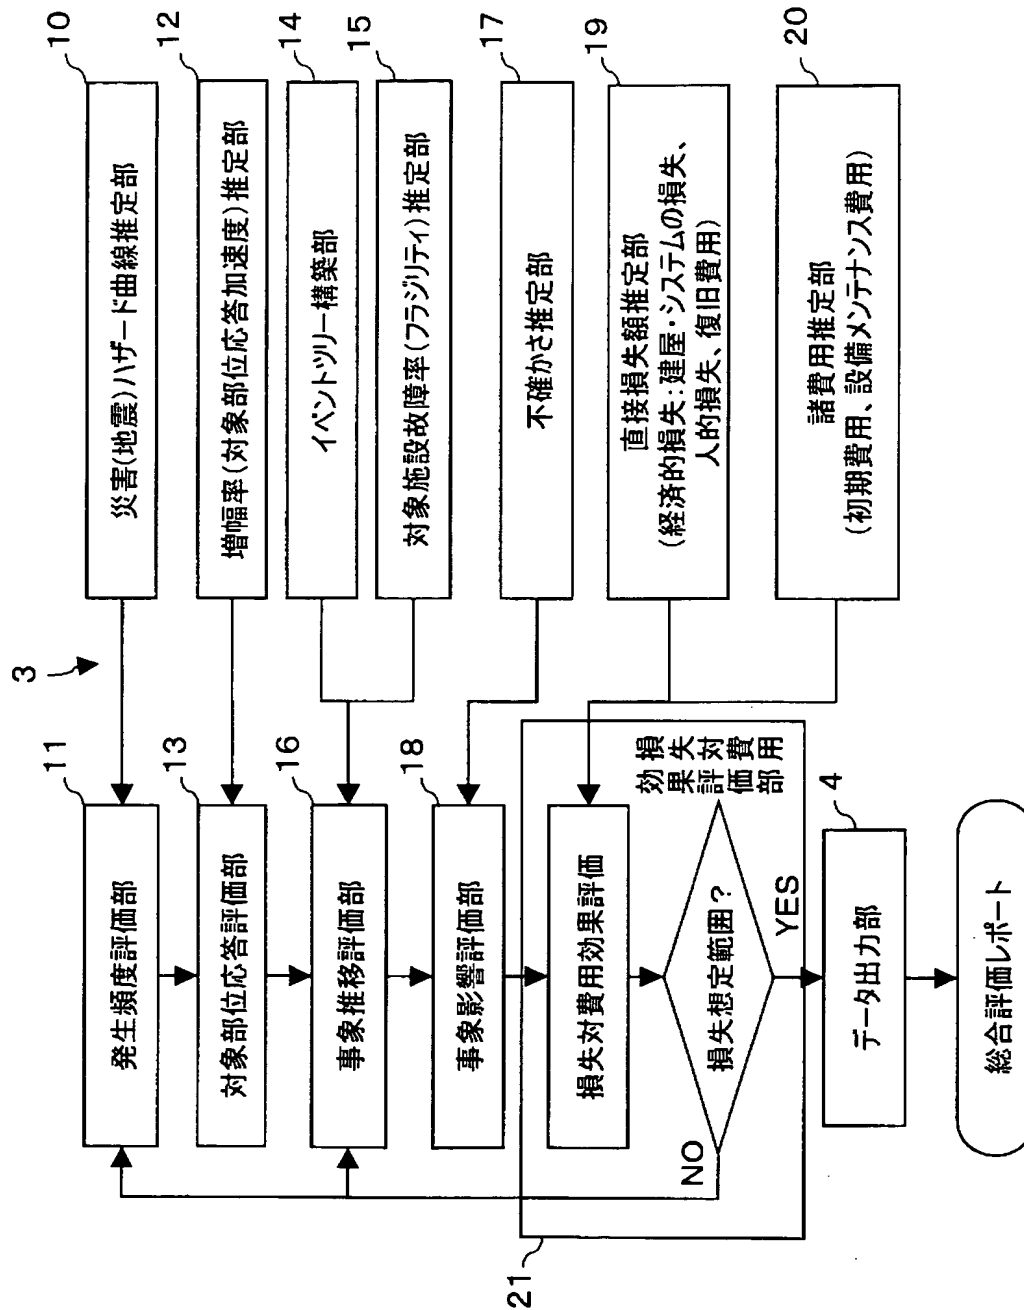 3
10
災害(地震)ハザード曲線推定部
12
増幅率(対象部位応答加速度)推定部
14
イベントツリー構築部
15
対象施設故障率(フラジリティ)推定部
17
不確かさ推定部
19
直接損失額推定部
(経済的損失:建屋・システムの損失、
人的損失、復旧費用)
20
諸費用推定部
(初期費用、設備メンテナンス費用)
11
発生頻度評価部
13
対象部位応答評価部
16
事象推移評価部
18
事象影響評価部
21
損失対費用
効果評価部
損失対費用効果評価
損失想定範囲?
NO
YES
4
データ出力部
総合評価レポート